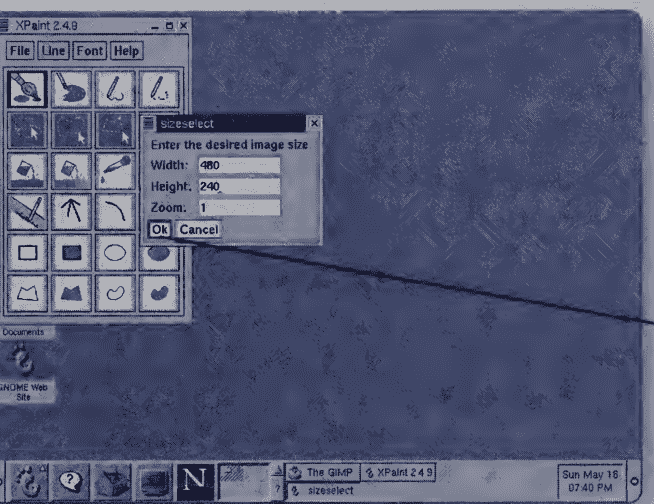 XPaint 2.4.9
File Line Font Help
sizeselect
Enter the desired image size
Width: 480
Height: 240
Zoom: 1
Ok Cancel
Documents
GNOME Web
Site
N
The GIMP XPaint 2.4.9
sizeselect
Sun May 16
07:40 PM